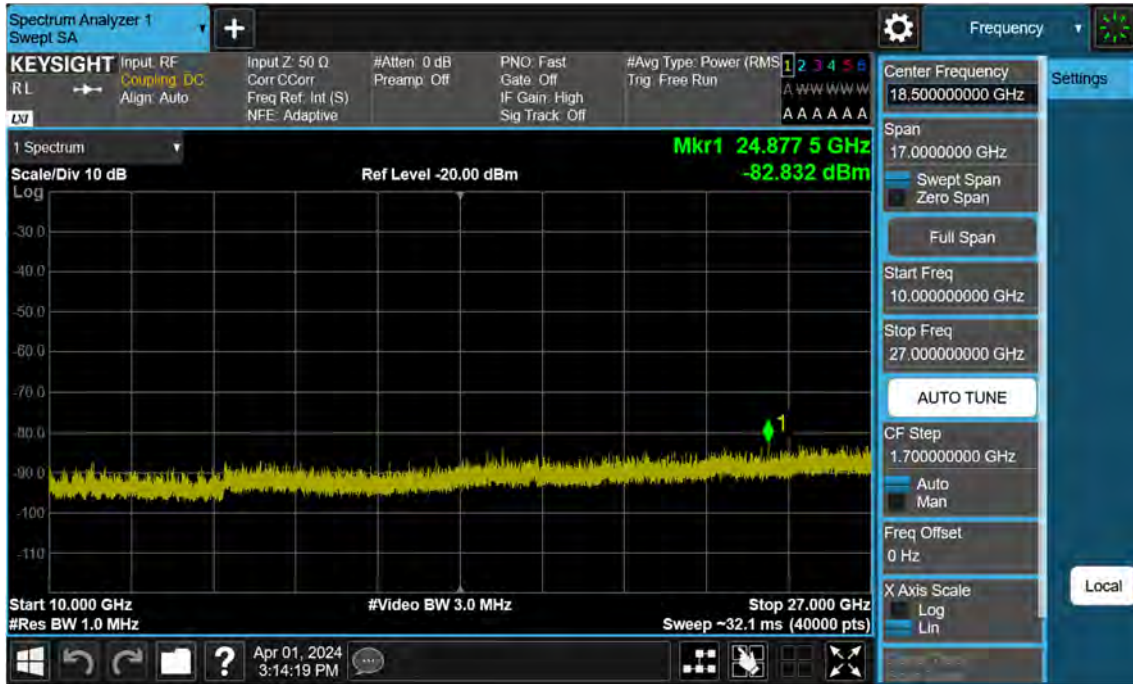 Spectrum Analyzer 1
Swept SA
+
Frequency
KEYSIGHT
RL
LXI
Input: RF
Coupling: DC
Align: Auto
Input Z: 50 Ω
Corr CCorr
Freq Ref: Int (S)
NFE: Adaptive
#Atten: 0 dB
Preamp: Off
PNO: Fast
Gate: Off
IF Gain: High
Sig Track: Off
#Avg Type: Power (RMS
Trig: Free Run
1 2 3 4 5 6
A W W W W W
A A A A A A
1 Spectrum
Scale/Div 10 dB
Log
Ref Level -20.00 dBm
Mkr1 24.877 5 GHz
-82.832 dBm
-30.0
-40.0
-50.0
-60.0
-70.0
-80.0
-90.0
-100
-110
1
Start 10.000 GHz
#Res BW 1.0 MHz
#Video BW 3.0 MHz
Stop 27.000 GHz
Sweep ~32.1 ms (40000 pts)
Center Frequency
18.500000000 GHz
Span
17.0000000 GHz
Swept Span
Zero Span
Full Span
Start Freq
10.000000000 GHz
Stop Freq
27.000000000 GHz
AUTO TUNE
CF Step
1.700000000 GHz
Auto
Man
Freq Offset
0 Hz
X Axis Scale
Log
Lin
Settings
Local
?
Apr 01, 2024
3:14:19 PM